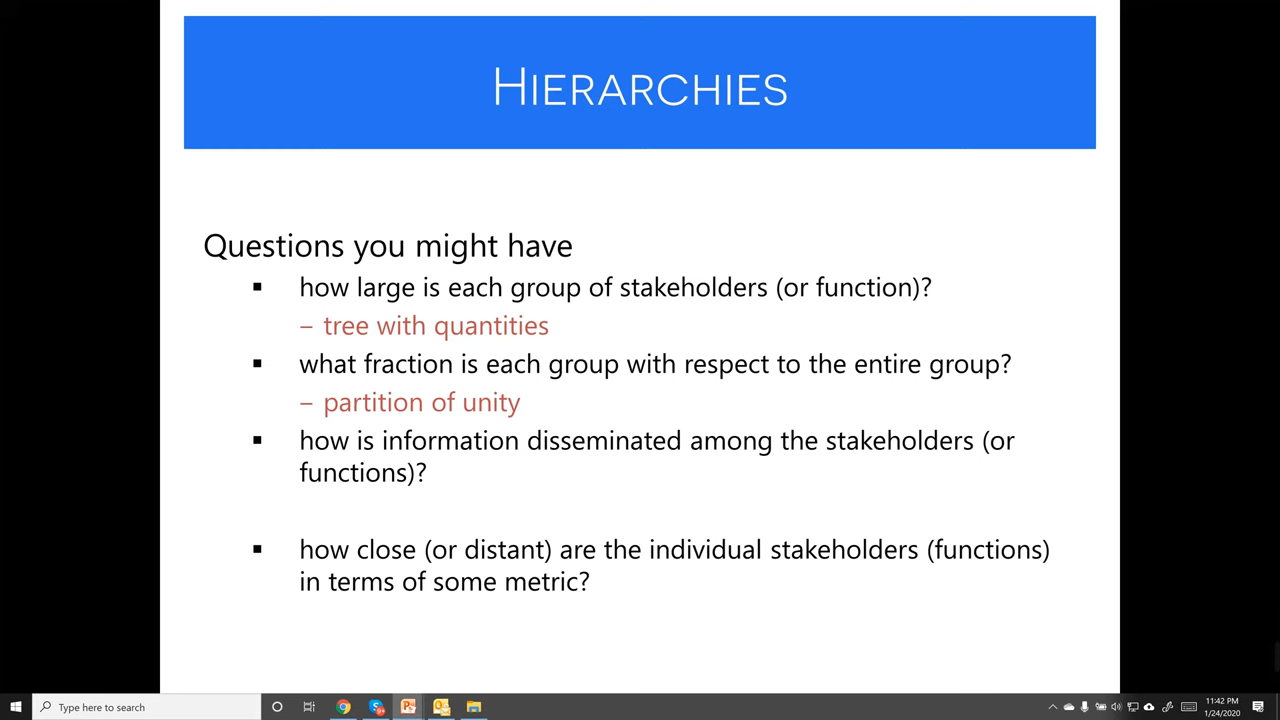 HIERARCHIES
Questions you might have
▪ how large is each group of stakeholders (or function)?
– tree with quantities
▪ what fraction is each group with respect to the entire group?
– partition of unity
▪ how is information disseminated among the stakeholders (or
functions)?
▪ how close (or distant) are the individual stakeholders (functions)
in terms of some metric?
Type here to search
11:42 PM
1/24/2020